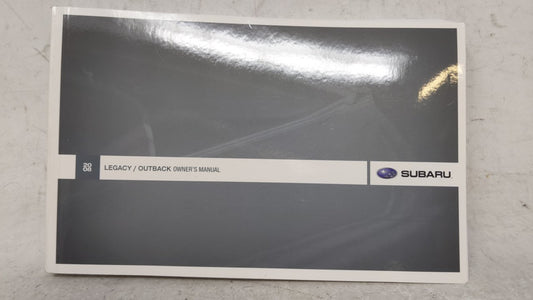 20
08
LEGACY / OUTBACK OWNER'S MANUAL
SUBARU